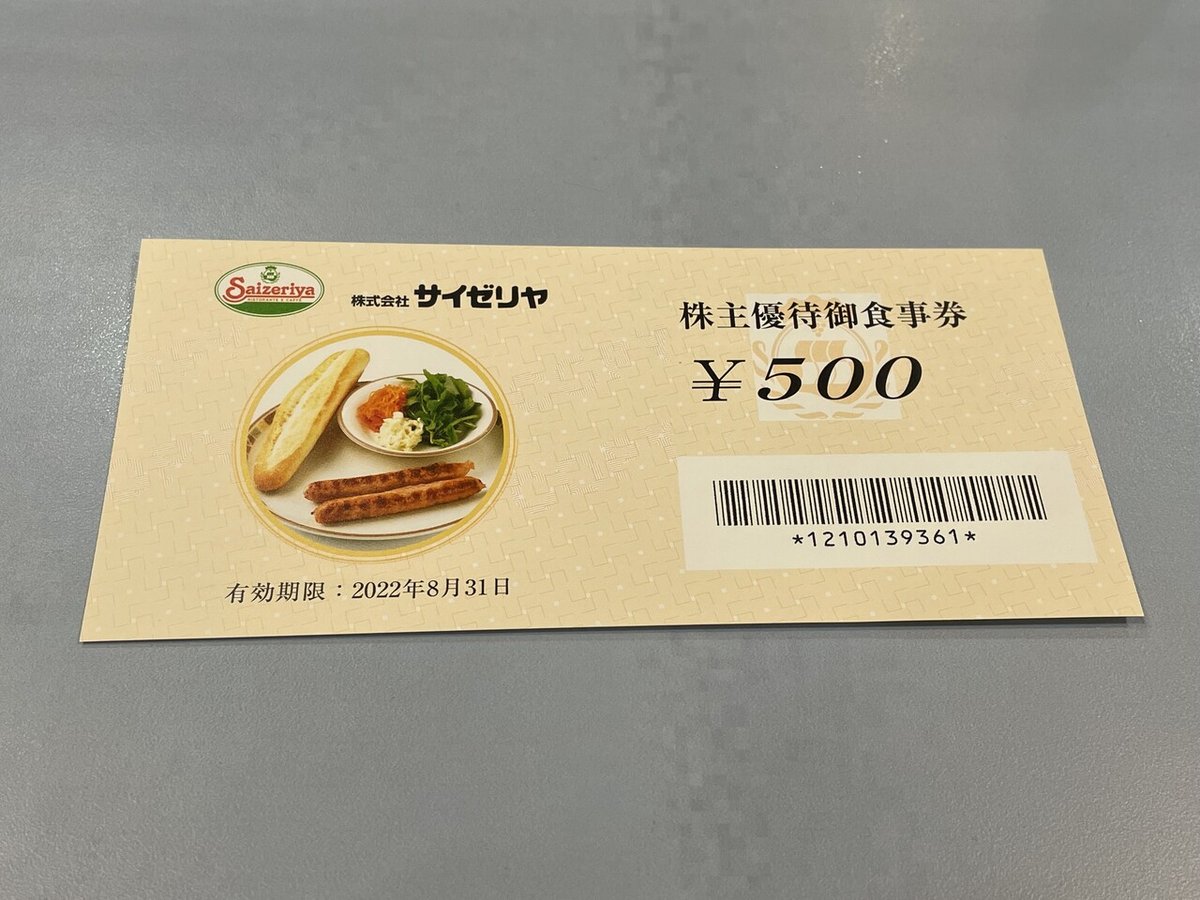 Saizeriya
RISTORANTE E CAFFÈ
株式会社 サイゼリヤ
株主優待御食事券
¥500
*1210139361*
有効期限：2022年8月31日